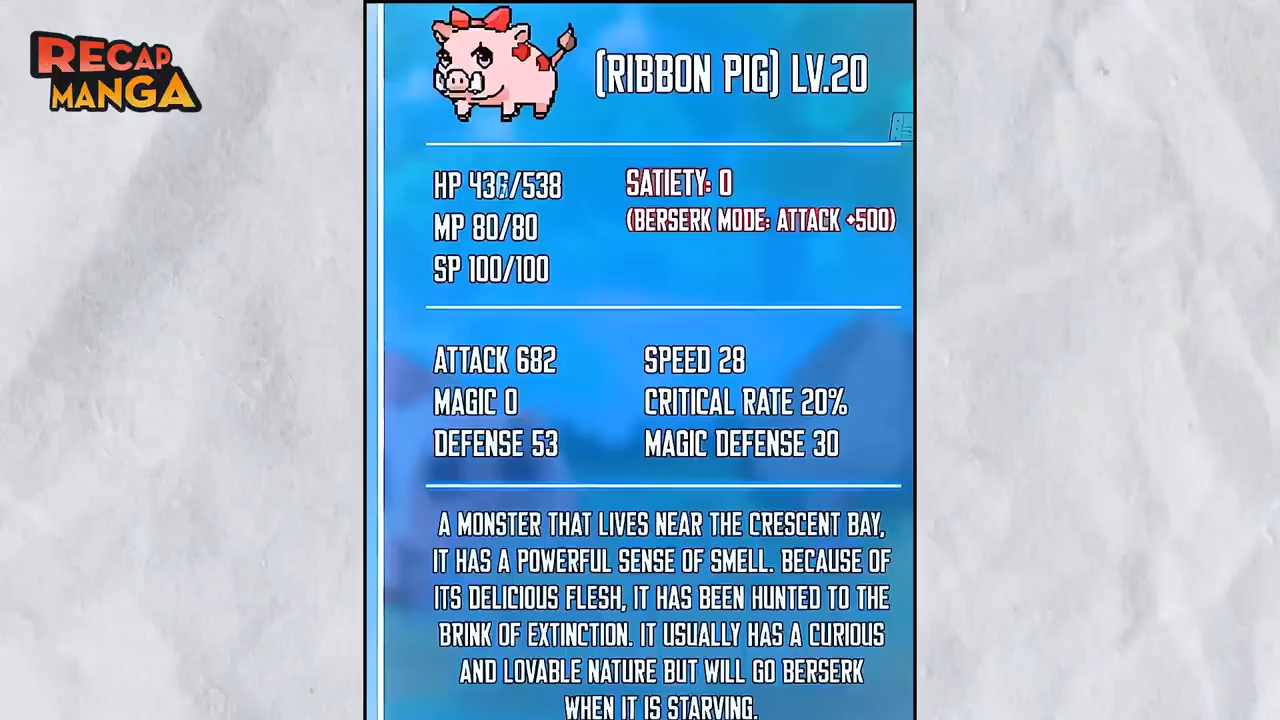 RECAP
MANGA
[RIBBON PIG] LV.20
HP 436/538
MP 80/80
SP 100/100
SATIETY: 0
(BERSERK MODE: ATTACK +500)
ATTACK 682
MAGIC 0
DEFENSE 53
SPEED 28
CRITICAL RATE 20%
MAGIC DEFENSE 30
A MONSTER THAT LIVES NEAR THE CRESCENT BAY,
IT HAS A POWERFUL SENSE OF SMELL. BECAUSE OF
ITS DELICIOUS FLESH, IT HAS BEEN HUNTED TO THE
BRINK OF EXTINCTION. IT USUALLY HAS A CURIOUS
AND LOVABLE NATURE BUT WILL GO BERSERK
WHEN IT IS STARVING.